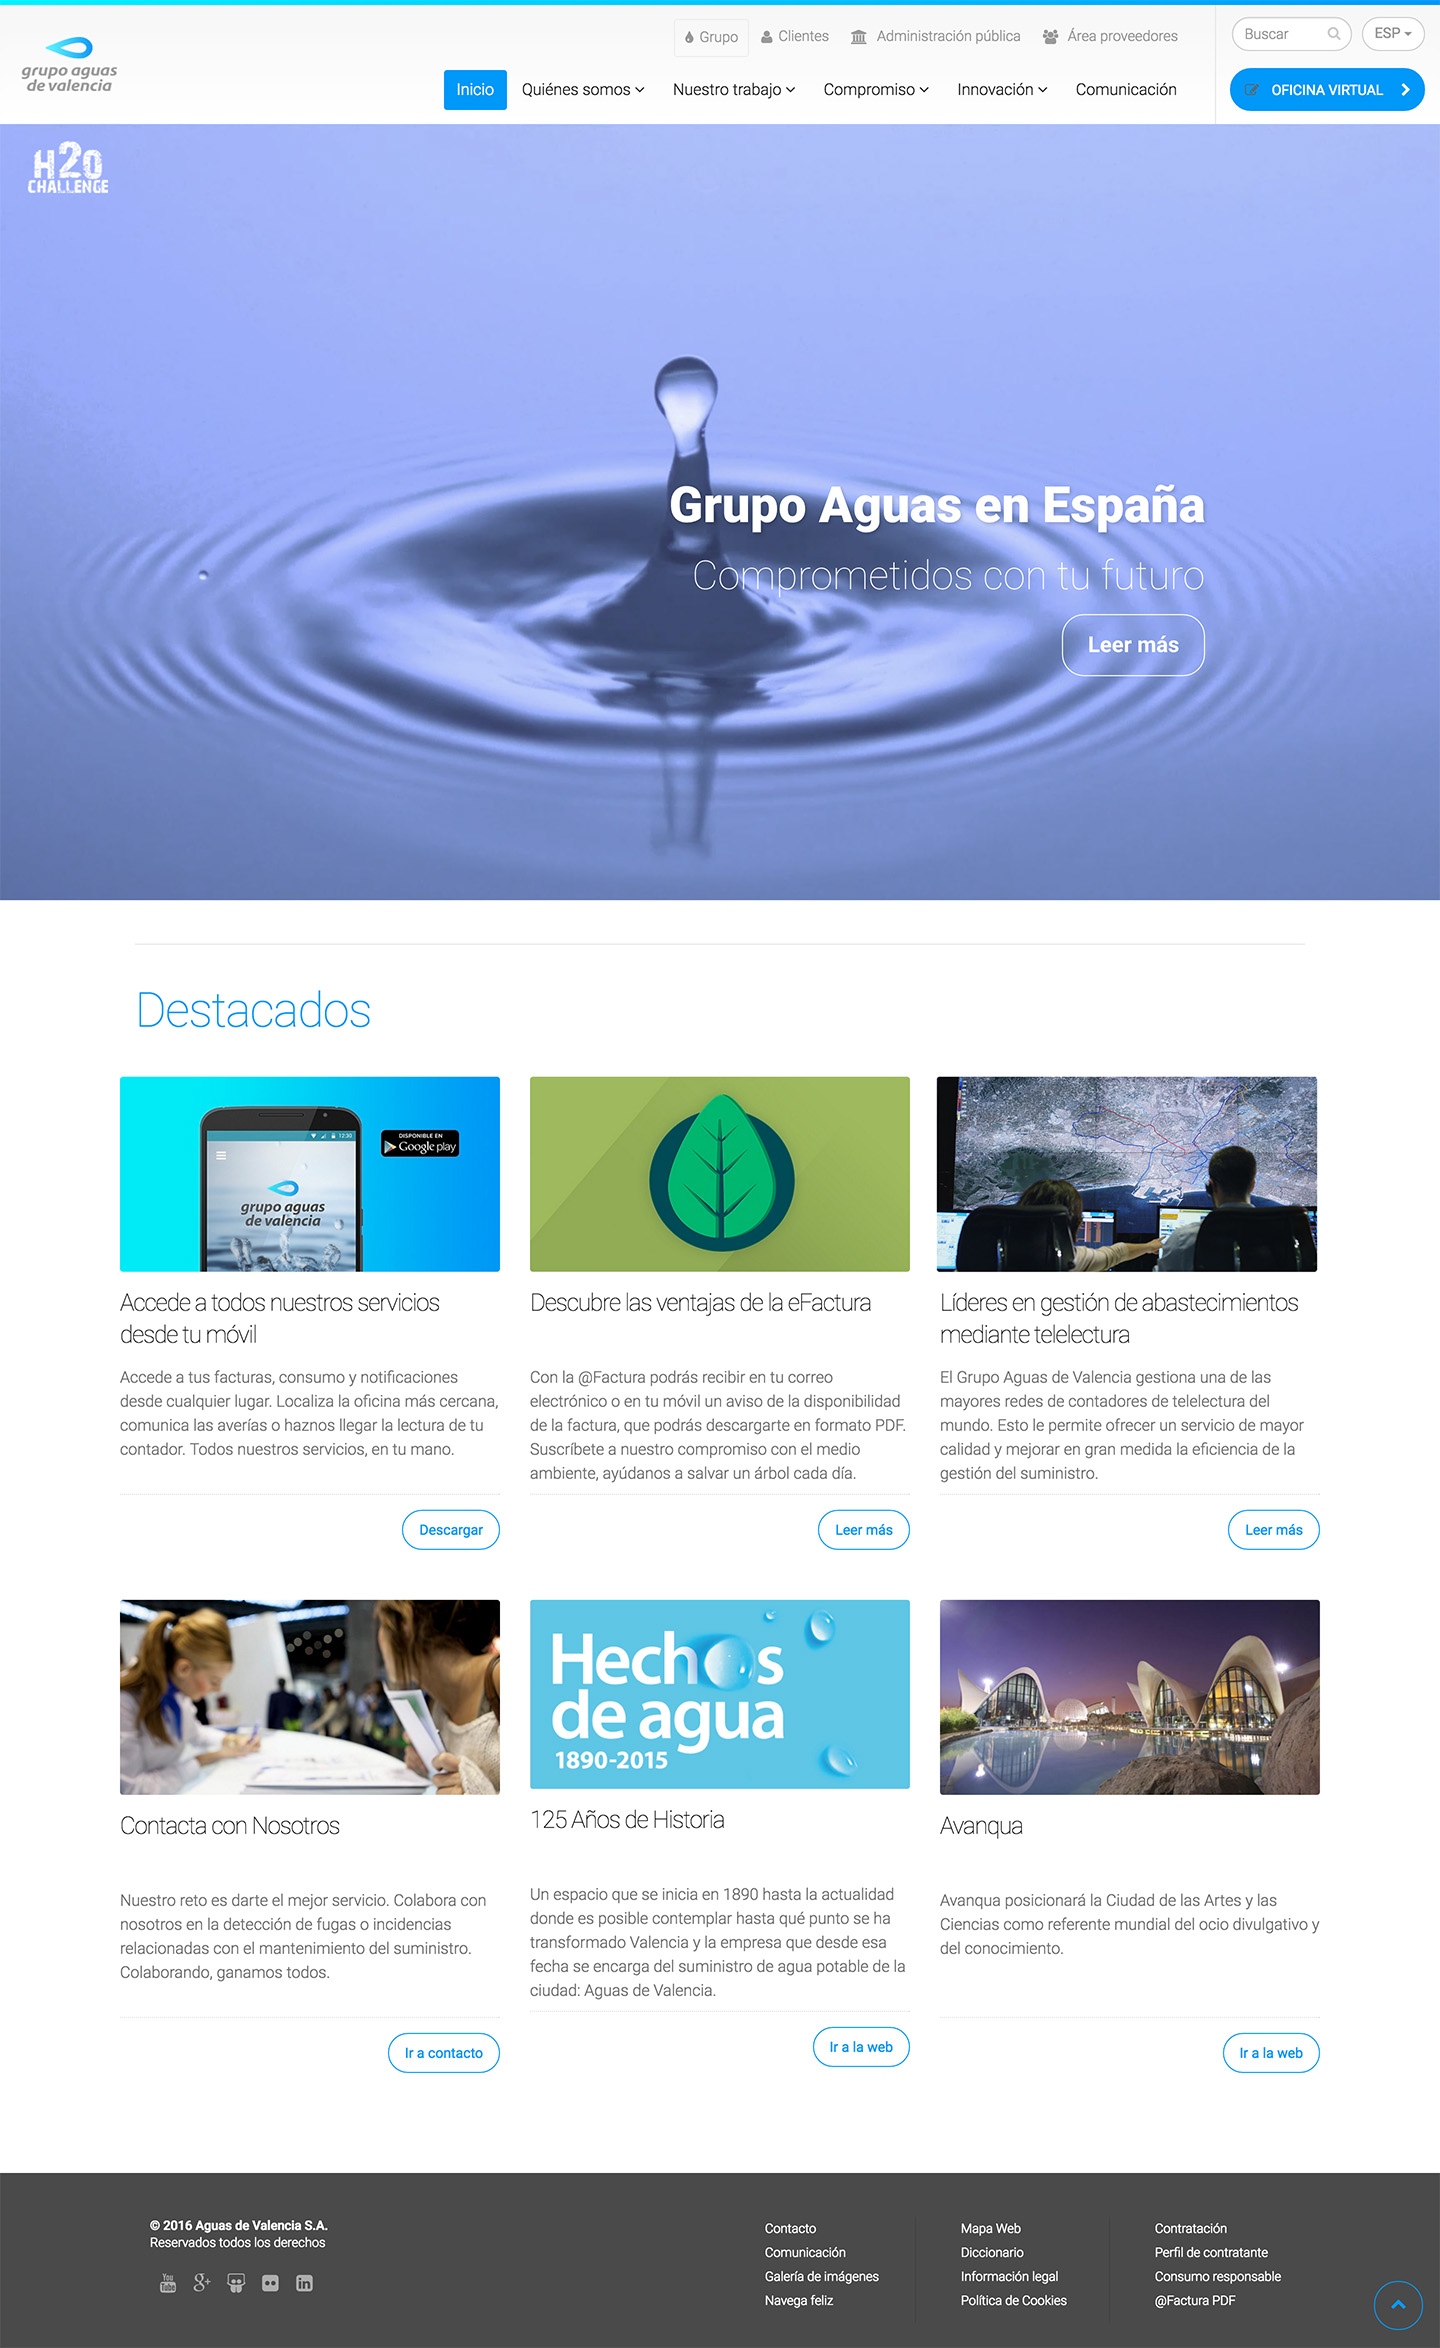 grupo aguas
de valencia
Grupo
Clientes
Administración pública
Área proveedores
Buscar
ESP
Inicio
Quiénes somos
Nuestro trabajo
Compromiso
Innovación
Comunicación
OFICINA VIRTUAL
H2O
CHALLENGE
Grupo Aguas en España
Comprometidos con tu futuro
Leer más
Destacados
12:30
DISPONIBLE EN
Google play
grupo aguas
de valencia
Accede a todos nuestros servicios
desde tu móvil
Accede a tus facturas, consumo y notificaciones
desde cualquier lugar. Localiza la oficina más cercana,
comunica las averías o haznos llegar la lectura de tu
contador. Todos nuestros servicios, en tu mano.
Descargar
Descubre las ventajas de la eFactura
Con la @Factura podrás recibir en tu correo
electrónico o en tu móvil un aviso de la disponibilidad
de la factura, que podrás descargarte en formato PDF.
Suscríbete a nuestro compromiso con el medio
ambiente, ayúdanos a salvar un árbol cada día.
Leer más
Líderes en gestión de abastecimientos
mediante telelectura
El Grupo Aguas de Valencia gestiona una de las
mayores redes de contadores de telelectura del
mundo. Esto le permite ofrecer un servicio de mayor
calidad y mejorar en gran medida la eficiencia de la
gestión del suministro.
Leer más
Contacta con Nosotros
Nuestro reto es darte el mejor servicio. Colabora con
nosotros en la detección de fugas o incidencias
relacionadas con el mantenimiento del suministro.
Colaborando, ganamos todos.
Ir a contacto
Hechos
de agua
1890-2015
125 Años de Historia
Un espacio que se inicia en 1890 hasta la actualidad
donde es posible contemplar hasta qué punto se ha
transformado Valencia y la empresa que desde esa
fecha se encarga del suministro de agua potable de la
ciudad: Aguas de Valencia.
Ir a la web
Avanqua
Avanqua posicionará la Ciudad de las Artes y las
Ciencias como referente mundial del ocio divulgativo y
del conocimiento.
Ir a la web
© 2016 Aguas de Valencia S.A.
Reservados todos los derechos
You
Tube
g+
in
Contacto
Comunicación
Galería de imágenes
Navega feliz
Mapa Web
Diccionario
Información legal
Política de Cookies
Contratación
Perfil de contratante
Consumo responsable
@Factura PDF